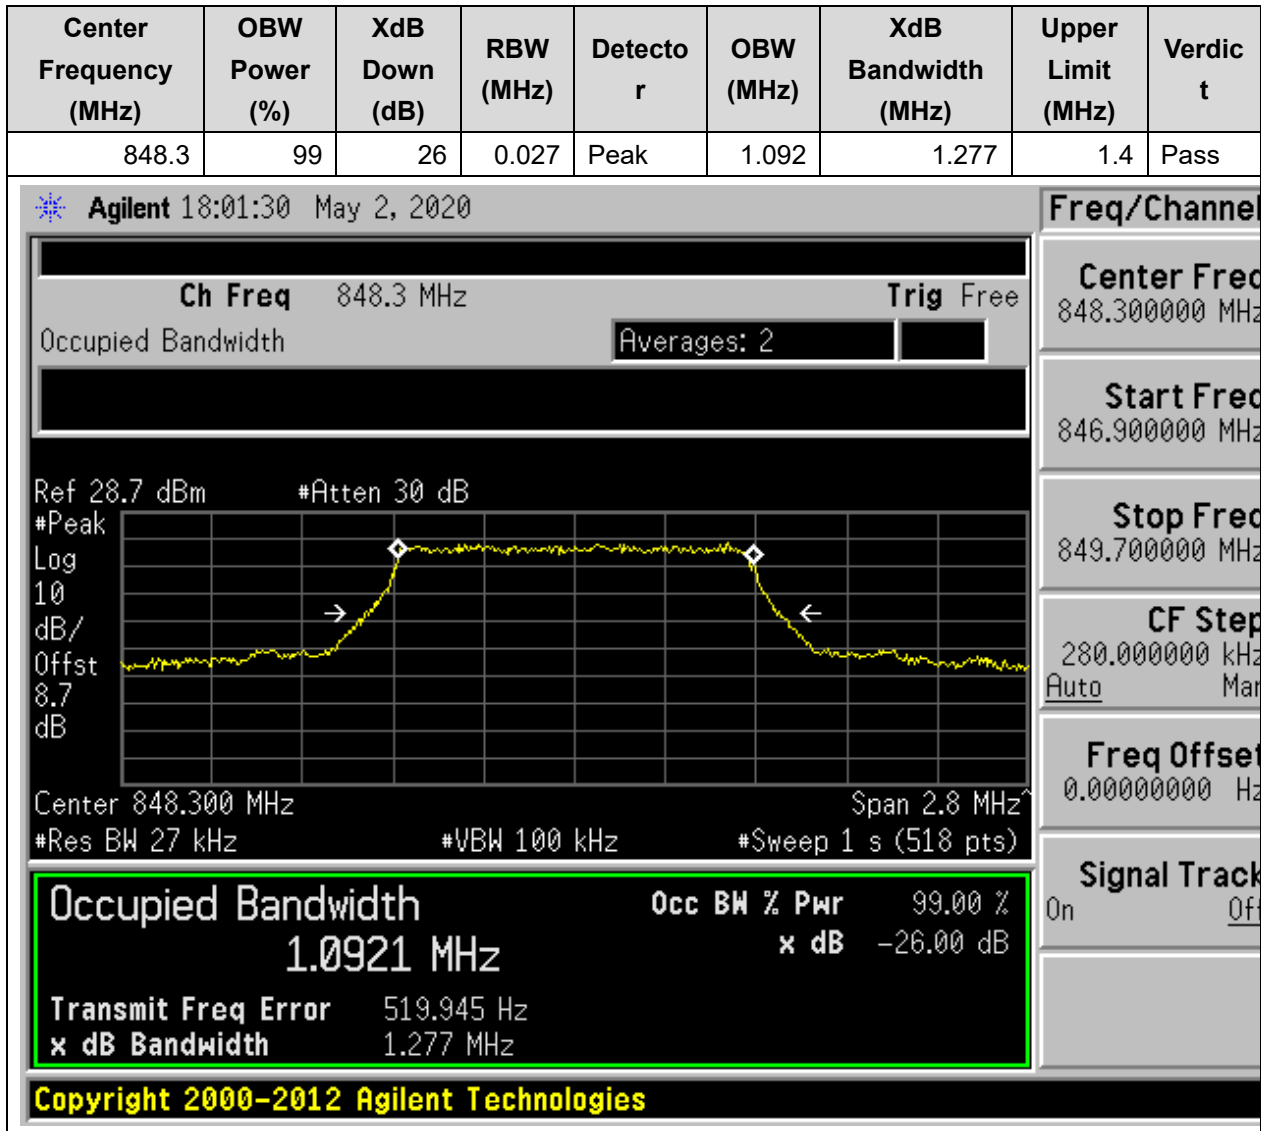 Center Frequency (MHz) OBW Power (%) XdB Down (dB) RBW (MHz) Detecto r OBW (MHz) XdB Bandwidth (MHz) Upper Limit (MHz) Verdic t
848.3 99 26 0.027 Peak 1.092 1.277 1.4 Pass
Agilent 18:01:30 May 2, 2020
Freq/Channel
Ch Freq 848.3 MHz Trig Free
Occupied Bandwidth Averages: 2
Center Freq
848.300000 MHz
Start Freq
846.900000 MHz
Stop Freq
849.700000 MHz
CF Step
280.000000 kHz
Auto Man
Freq Offset
0.00000000 Hz
Signal Track
On Off
Ref 28.7 dBm #Atten 30 dB
#Peak
Log
10
dB/
Offst
8.7
dB
Center 848.300 MHz Span 2.8 MHz^
#Res BW 27 kHz #VBW 100 kHz #Sweep 1 s (518 pts)
Occupied Bandwidth Occ BW % Pwr 99.00 %
1.0921 MHz x dB -26.00 dB
Transmit Freq Error 519.945 Hz
x dB Bandwidth 1.277 MHz
Copyright 2000-2012 Agilent Technologies